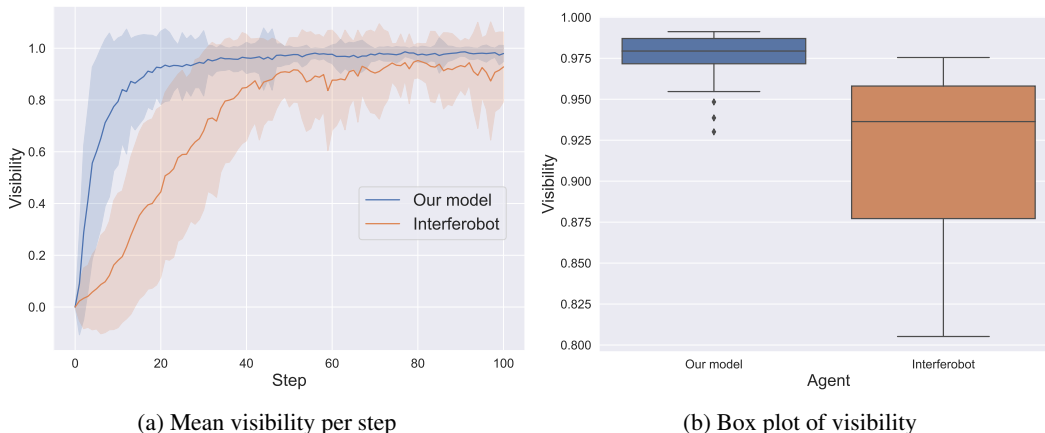 1.0
0.8
0.6
0.4
0.2
0.0
Visibility
Our model
Interferobot
0 20 40 60 80 100
Step
(a) Mean visibility per step
1.000
0.975
0.950
0.925
0.900
0.875
0.850
0.825
0.800
Visibility
Our model Interferobot
Agent
(b) Box plot of visibility